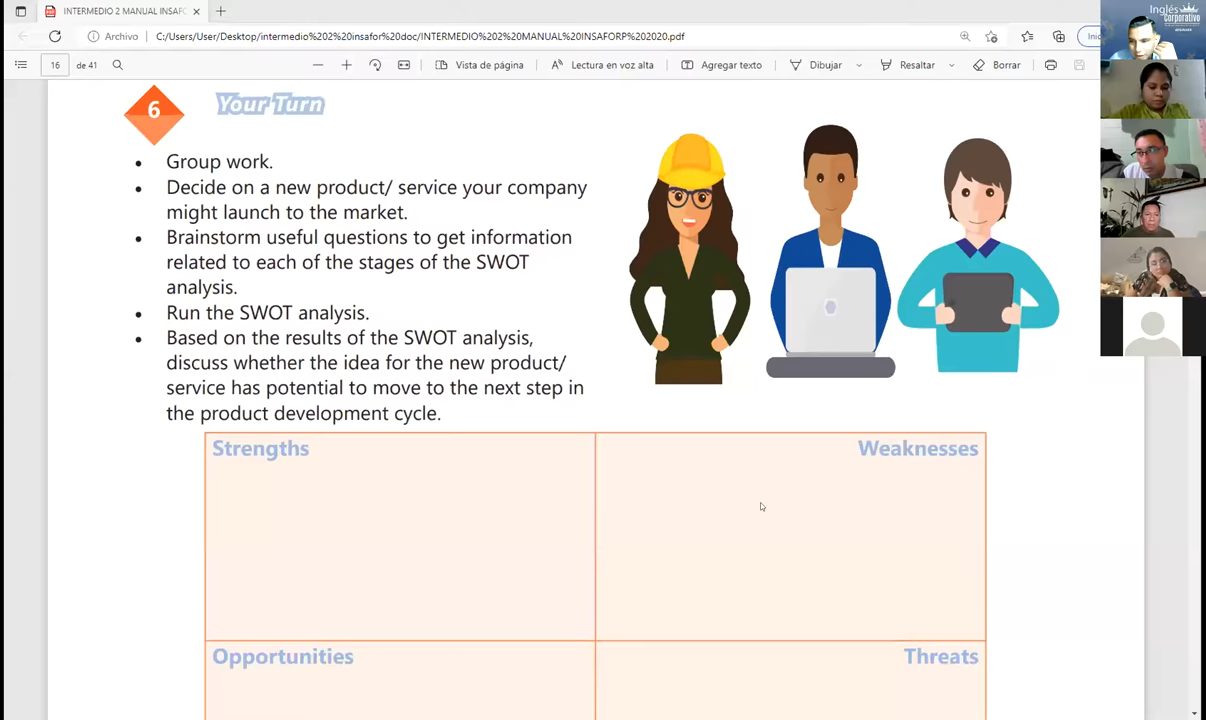 INTERMEDIO 2 MANUAL INSAFOR
Archivo
C:/Users/User/Desktop/intermedio%202%20insafor%20doc/INTERMEDIO%202%20MANUAL%20INSAFORP%202020.pdf
16
de 41
Vista de página
Lectura en voz alta
Agregar texto
Dibujar
Resaltar
Borrar
Inglés
Corporativo
6
Your Turn
• Group work.
• Decide on a new product/ service your company
might launch to the market.
• Brainstorm useful questions to get information
related to each of the stages of the SWOT
analysis.
• Run the SWOT analysis.
• Based on the results of the SWOT analysis,
discuss whether the idea for the new product/
service has potential to move to the next step in
the product development cycle.
Strengths
Weaknesses
Opportunities
Threats